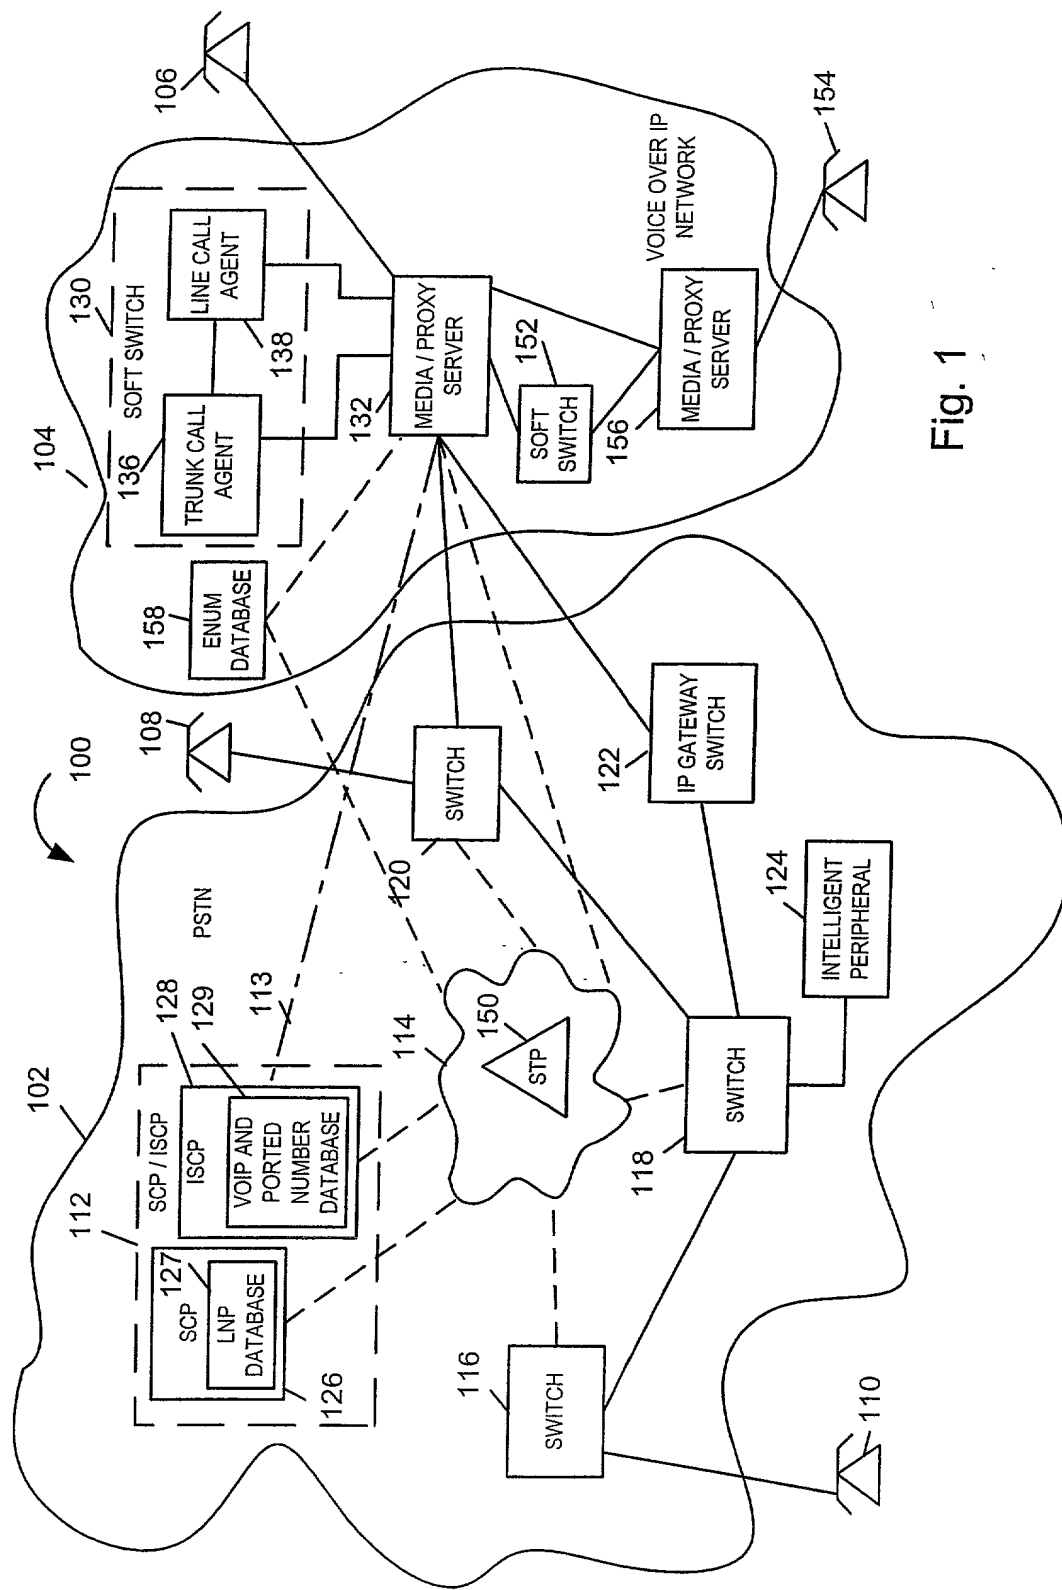 100
102
PSTN
112
SCP / ISCP
SCP
127
LNP
DATABASE
126
ISCP
128
129
VOIP AND
PORTED
NUMBER
DATABASE
113
114
150
STP
108
120
SWITCH
116
SWITCH
110
118
SWITCH
124
INTELLIGENT
PERIPHERAL
122
IP GATEWAY
SWITCH
158
ENUM
DATABASE
104
130
SOFT SWITCH
136
TRUNK CALL
AGENT
LINE CALL
AGENT
138
106
132
MEDIA / PROXY
SERVER
152
SOFT
SWITCH
156
MEDIA / PROXY
SERVER
VOICE OVER IP
NETWORK
154
Fig. 1